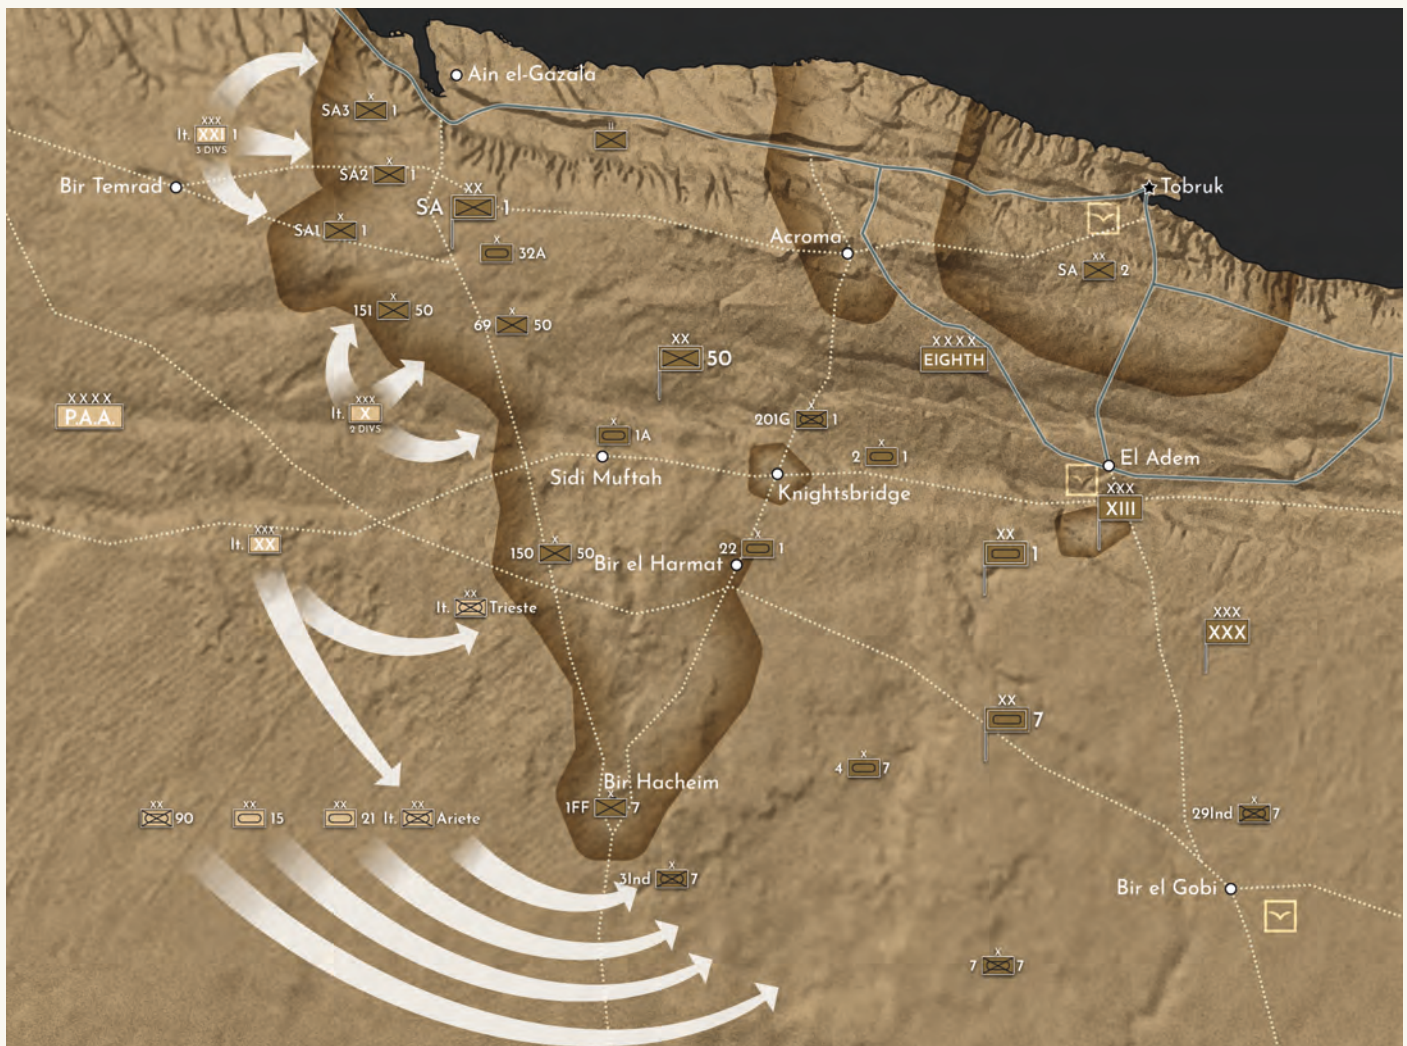 Ain el-Gazala
X
SA3 1
XXX
It. XXI 1
3 DIVS
II
X
SA2 1
Bir Temrad
XX
SA 1
Tobruk
X
SA1 1
Acroma
X
32A
XX
SA 2
X
151 50
X
69 50
XXXX
EIGHTH
XX
50
XXXX
P.A.A.
XXX
It. X
2 DIVS
X
201G 1
X
1A
X
2 1
El Adem
Sidi Muftah
Knightsbridge
XXX
XIII
XXX
It. XX
X
150 50
X
22 1
Bir el Harmat
XX
1
XX
It. Trieste
XXX
XXX
XX
7
X
4 7
Bir Hacheim
X
1FF 7
XX
90
XX
15
XX
21
XX
It. Ariete
X
29Ind 7
X
3Ind 7
Bir el Gobi
X
7 7